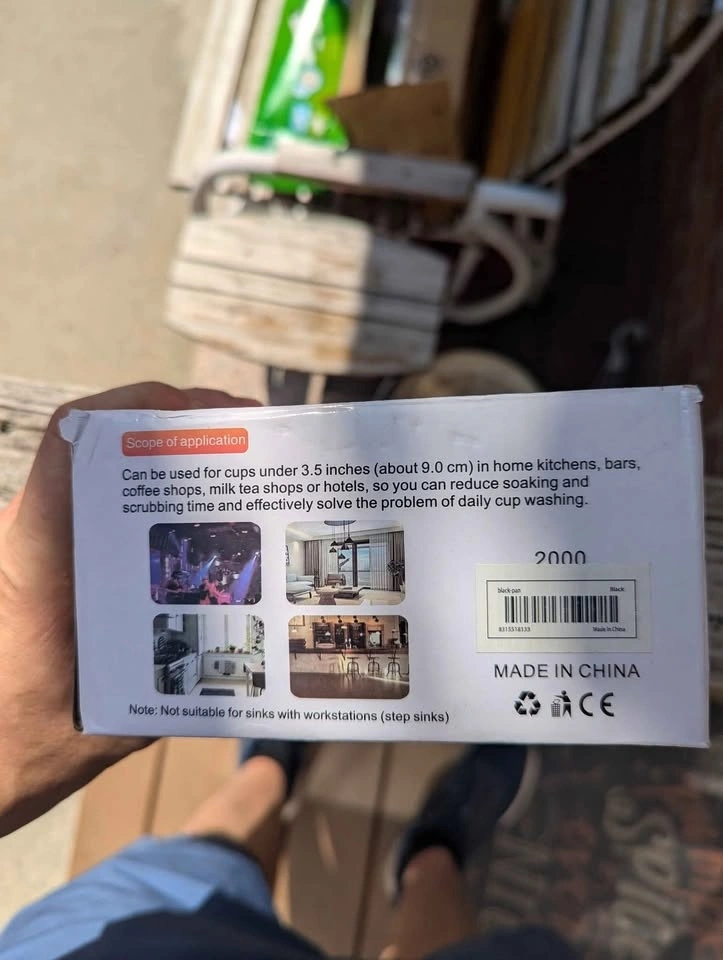 Scope of application
Can be used for cups under 3.5 inches (about 9.0 cm) in home kitchens, bars,
coffee shops, milk tea shops or hotels, so you can reduce soaking and
scrubbing time and effectively solve the problem of daily cup washing.
2000
black-pan Black
8315518533 Made in China
MADE IN CHINA
CE
Note: Not suitable for sinks with workstations (step sinks)